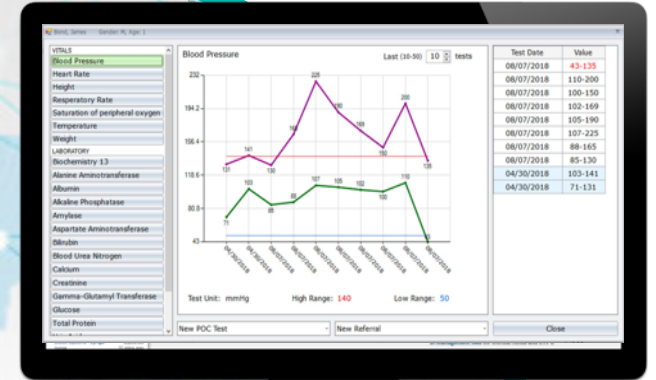 Bond, James Gender: M, Age: 1
VITALS
Blood Pressure
Heart Rate
Height
Resperatory Rate
Saturation of peripheral oxygen
Temperature
Weight
LABORATORY
Biochemistry 13
Alanine Aminotransferase
Albumin
Alkaline Phosphatase
Amylase
Aspartate Aminotransferase
Bilirubin
Blood Urea Nitrogen
Calcium
Creatinine
Gamma-Glutamyl Transferase
Glucose
Total Protein
Blood Pressure
Last (10-50) 10 tests
232
194.2
156.4
118.6
80.8
43
131 141 130 168 225 190 168 150 200 135
71 103 85 88 107 105 102 100 110 43
04/30/2018 04/30/2018 08/07/2018 08/07/2018 08/07/2018 08/07/2018 08/07/2018 08/07/2018 08/07/2018 08/07/2018
Test Unit: mmHg High Range: 140 Low Range: 50
Test Date Value
08/07/2018 43-135
08/07/2018 110-200
08/07/2018 100-150
08/07/2018 102-169
08/07/2018 105-190
08/07/2018 107-225
08/07/2018 88-165
08/07/2018 85-130
04/30/2018 103-141
04/30/2018 71-131
New POC Test
New Referral
Close